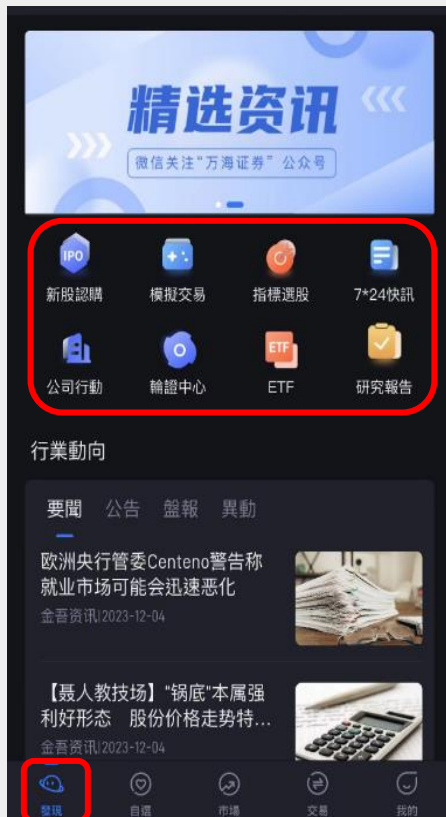 精选资讯
微信关注“万海证券”公众号
IPO
新股認購
模擬交易
指標選股
7*24快訊
公司行動
輪證中心
ETF
ETF
研究報告
行業動向
要聞 公告 盤報 異動
欧洲央行管委Centeno警告称
就业市场可能会迅速恶化
金吾资讯|2023-12-04
【聂人教技场】"锅底"本属强
利好形态 股份价格走势特...
金吾资讯|2023-12-04
發現
自選
市場
交易
我的